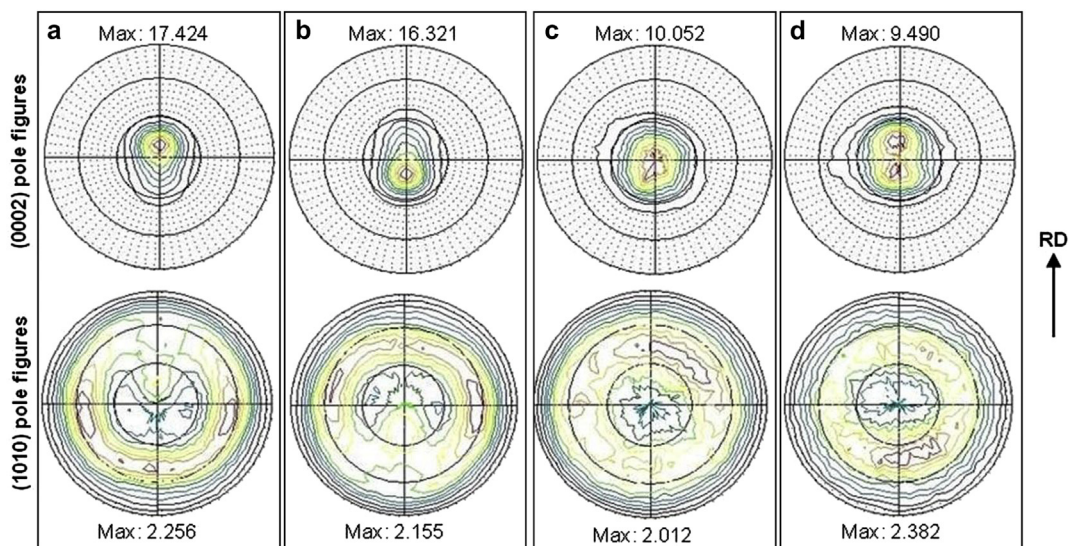 a
Max: 17.424
b
Max: 16.321
c
Max: 10.052
d
Max: 9.490
(0002) pole figures
RD
(1010) pole figures
Max: 2.256
Max: 2.155
Max: 2.012
Max: 2.382